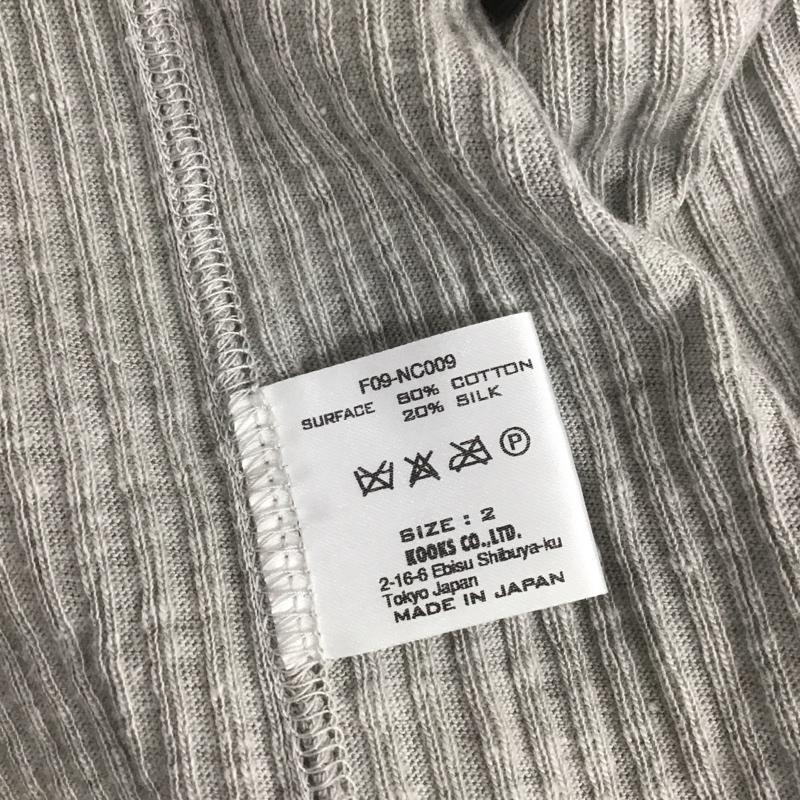 F09-NC009
SURFACE 80% COTTON
20% SILK
P
SIZE : 2
KOOKS CO.,LTD.
2-16-6 Ebisu Shibuya-ku
Tokyo Japan
MADE IN JAPAN